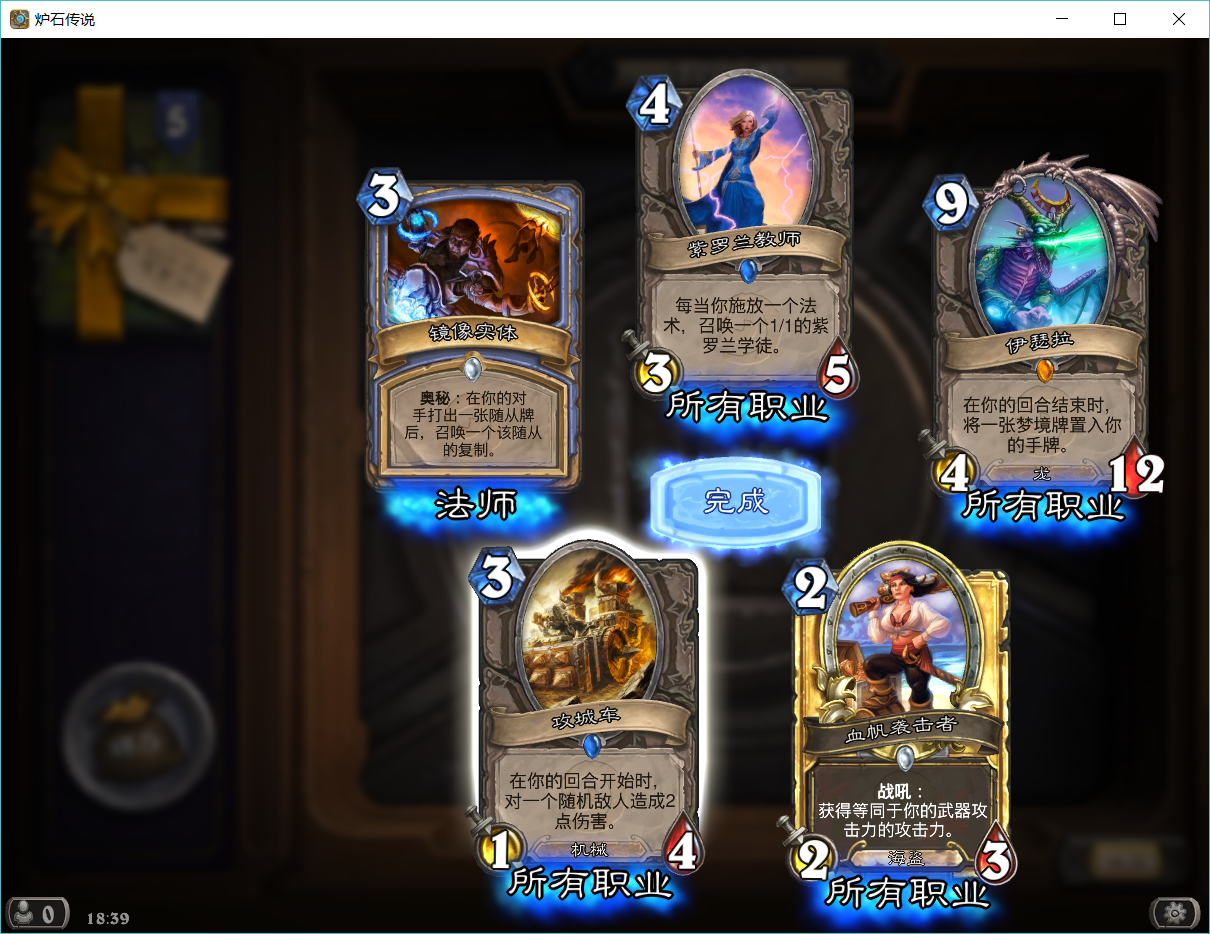 炉石传说
5
4
紫罗兰教师
每当你施放一个法
术，召唤一个1/1的紫
罗兰学徒。
3
5
所有职业
3
镜像实体
奥秘：在你的对
手打出一张随从牌
后，召唤一个该随从
的复制。
法师
9
伊瑟拉
在你的回合结束时，
将一张梦境牌置入你
的手牌。
龙
4
12
所有职业
完成
3
攻城车
在你的回合开始时，
对一个随机敌人造成2
点伤害。
机械
1
4
所有职业
2
血帆袭击者
战吼：
获得等同于你的武器攻
击力的攻击力。
海盗
2
3
所有职业
0
18:39